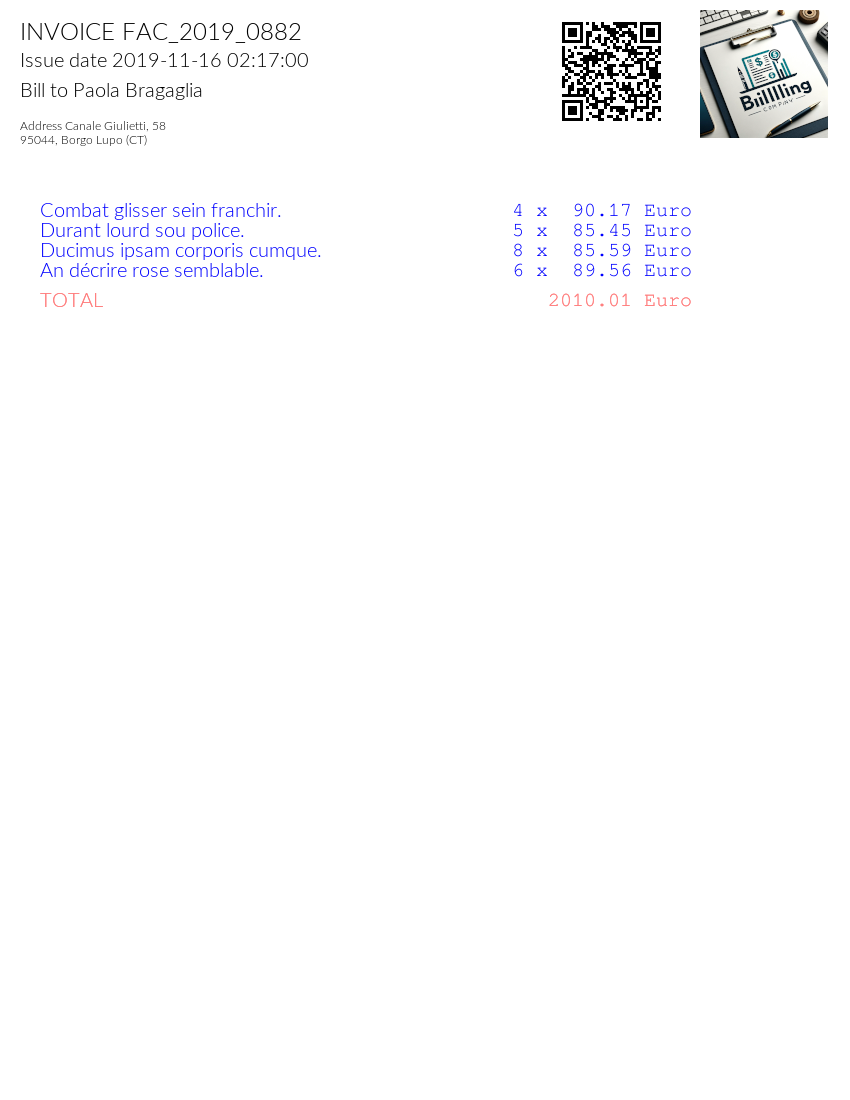 INVOICE FAC_2019_0882
Issue date 2019-11-16 02:17:00
Bill to Paola Bragaglia
Address Canale Giulietti, 58
95044, Borgo Lupo (CT)
Biillling
COMPANY
Combat glisser sein franchir. 4 x 90.17 Euro
Durant lourd sou police. 5 x 85.45 Euro
Ducimus ipsam corporis cumque. 8 x 85.59 Euro
An décrire rose semblable. 6 x 89.56 Euro
TOTAL 2010.01 Euro